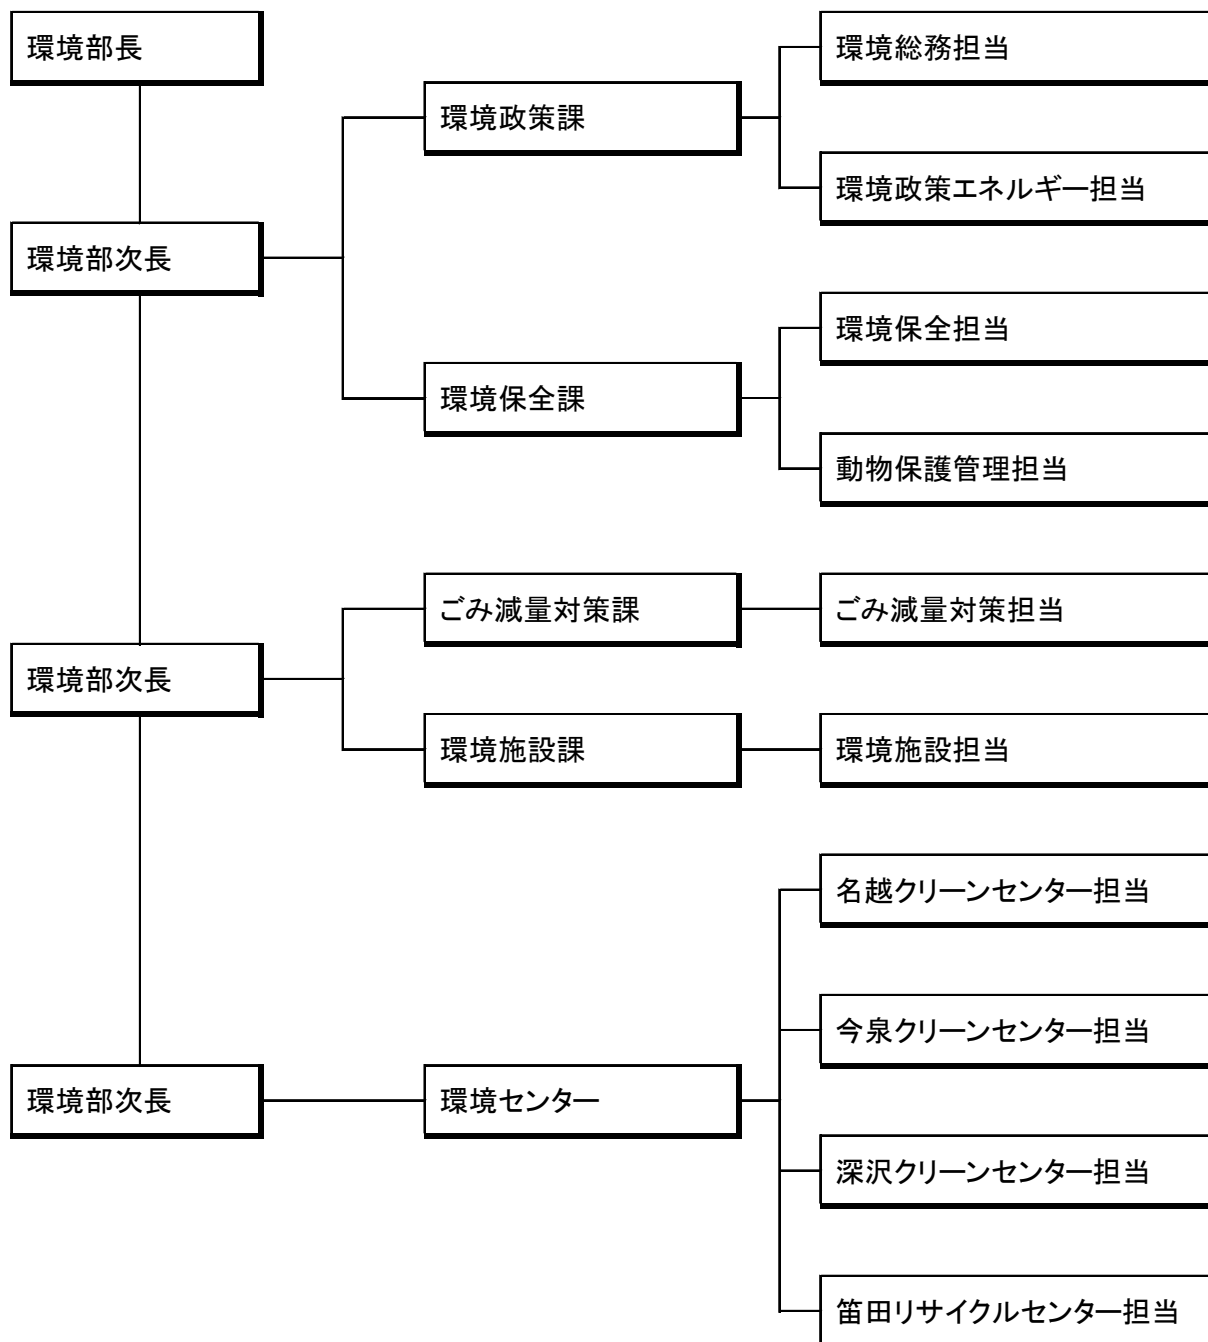 環境部長
環境総務担当
環境政策課
環境政策エネルギー担当
環境部次長
環境保全担当
環境保全課
動物保護管理担当
ごみ減量対策課
ごみ減量対策担当
環境部次長
環境施設課
環境施設担当
名越クリーンセンター担当
今泉クリーンセンター担当
環境部次長
環境センター
深沢クリーンセンター担当
笛田リサイクルセンター担当